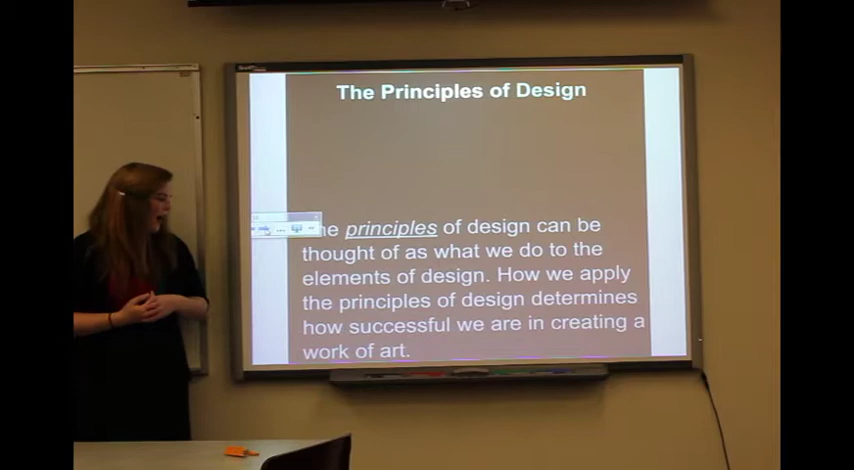 The Principles of Design
he principles of design can be
thought of as what we do to the
elements of design. How we apply
the principles of design determines
how successful we are in creating a
work of art.